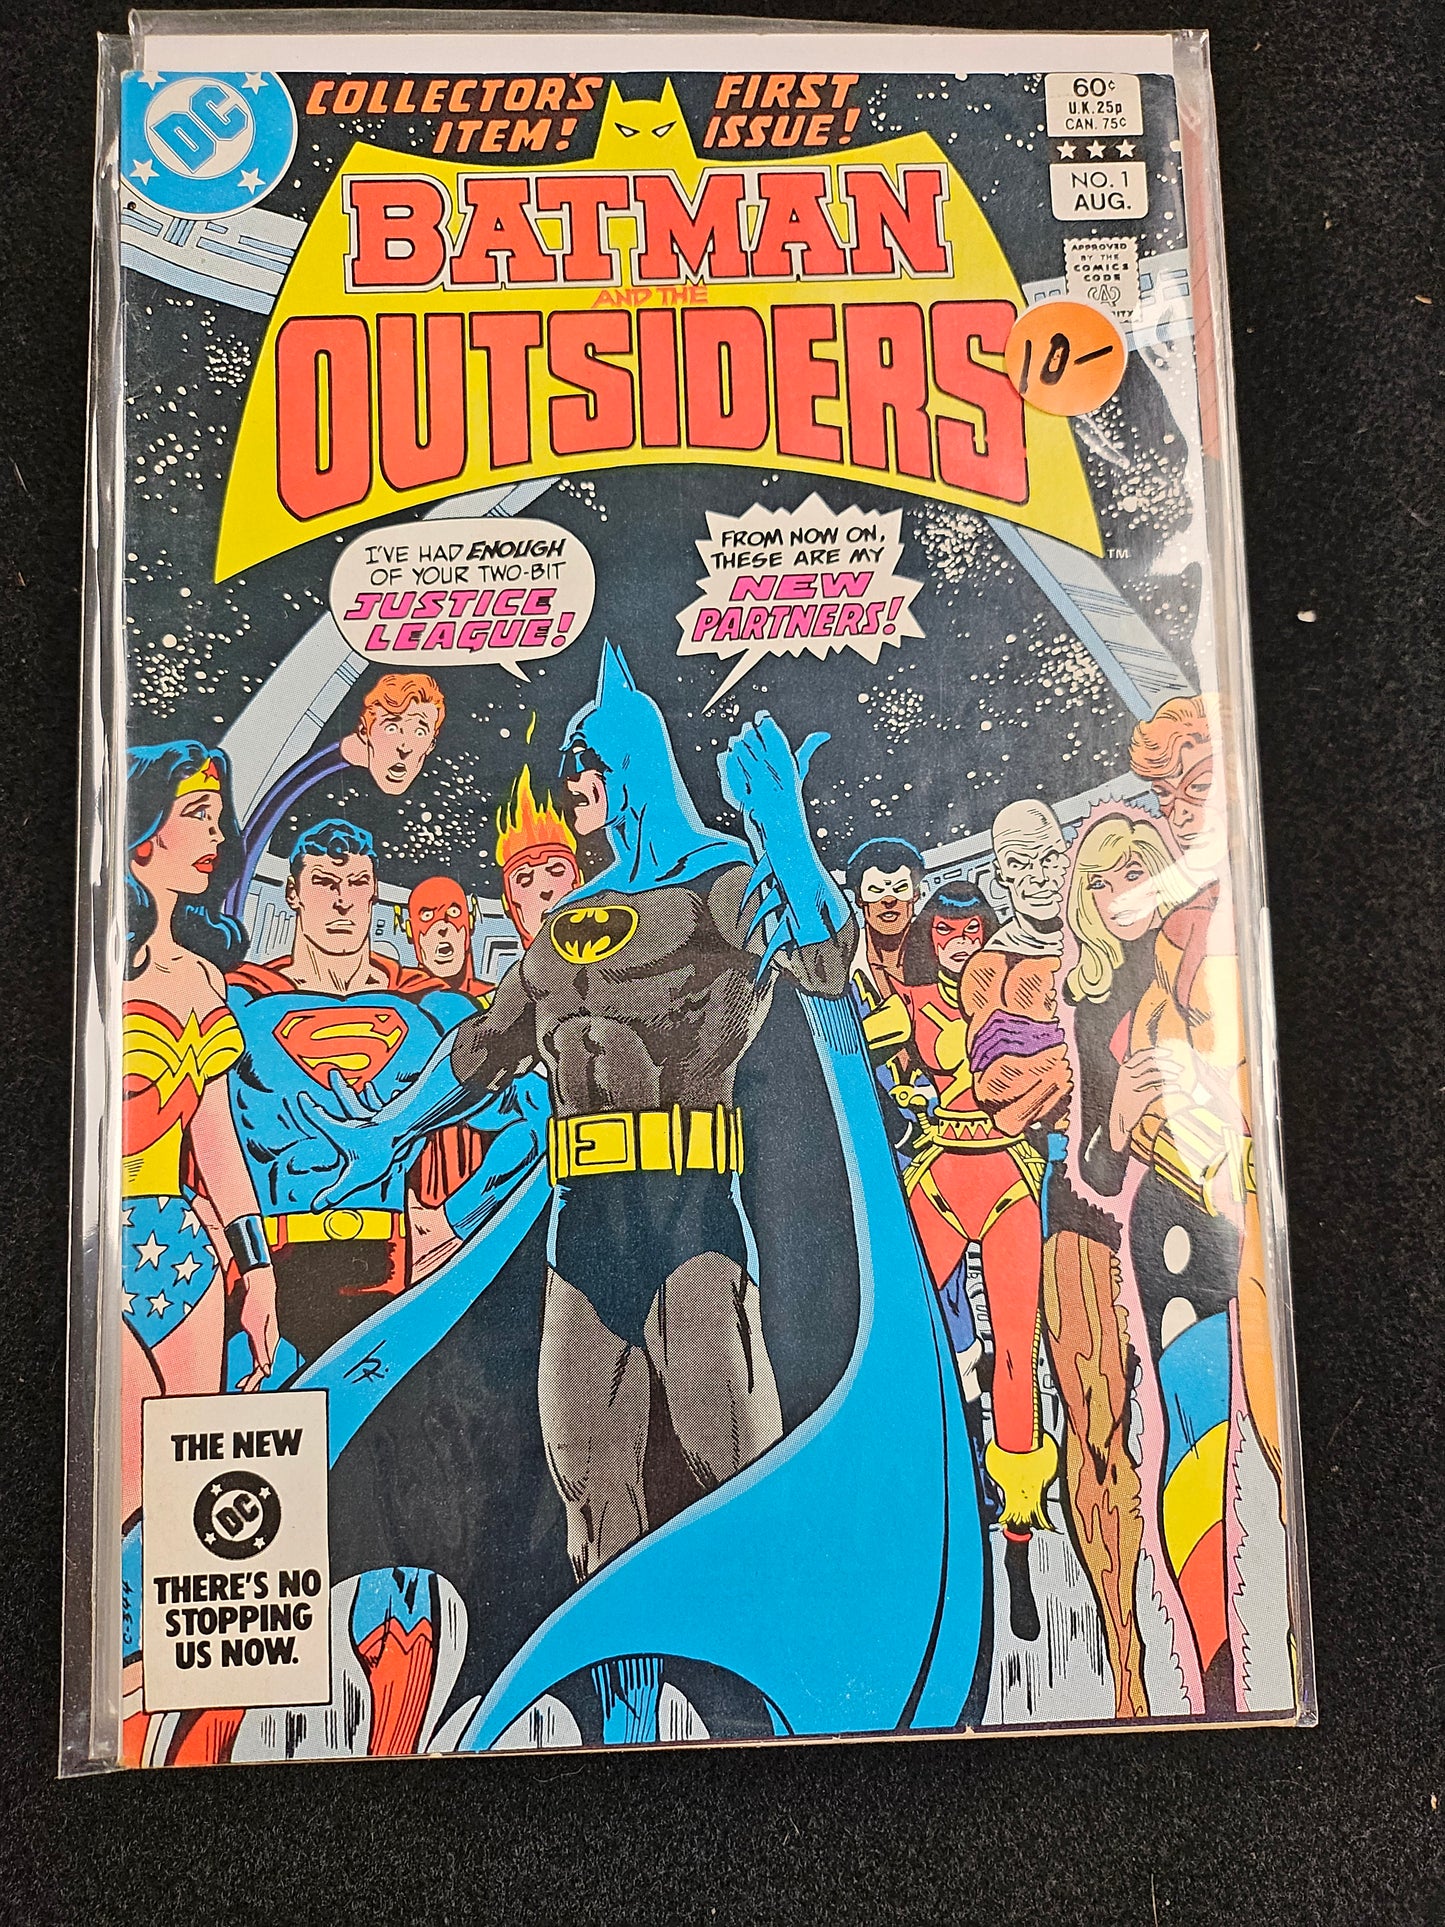 DC
COLLECTOR'S
ITEM!
FIRST
ISSUE!
60¢
U.K. 25p
CAN. 75¢
NO. 1
AUG.
APPROVED
BY THE
COMICS
CODE
BATMAN
AND THE
OUTSIDERS
TM
10-
I'VE HAD ENOUGH
OF YOUR TWO-BIT
JUSTICE
LEAGUE!
FROM NOW ON,
THESE ARE MY
NEW
PARTNERS!
THE NEW
DC
THERE'S NO
STOPPING
US NOW.
C-344